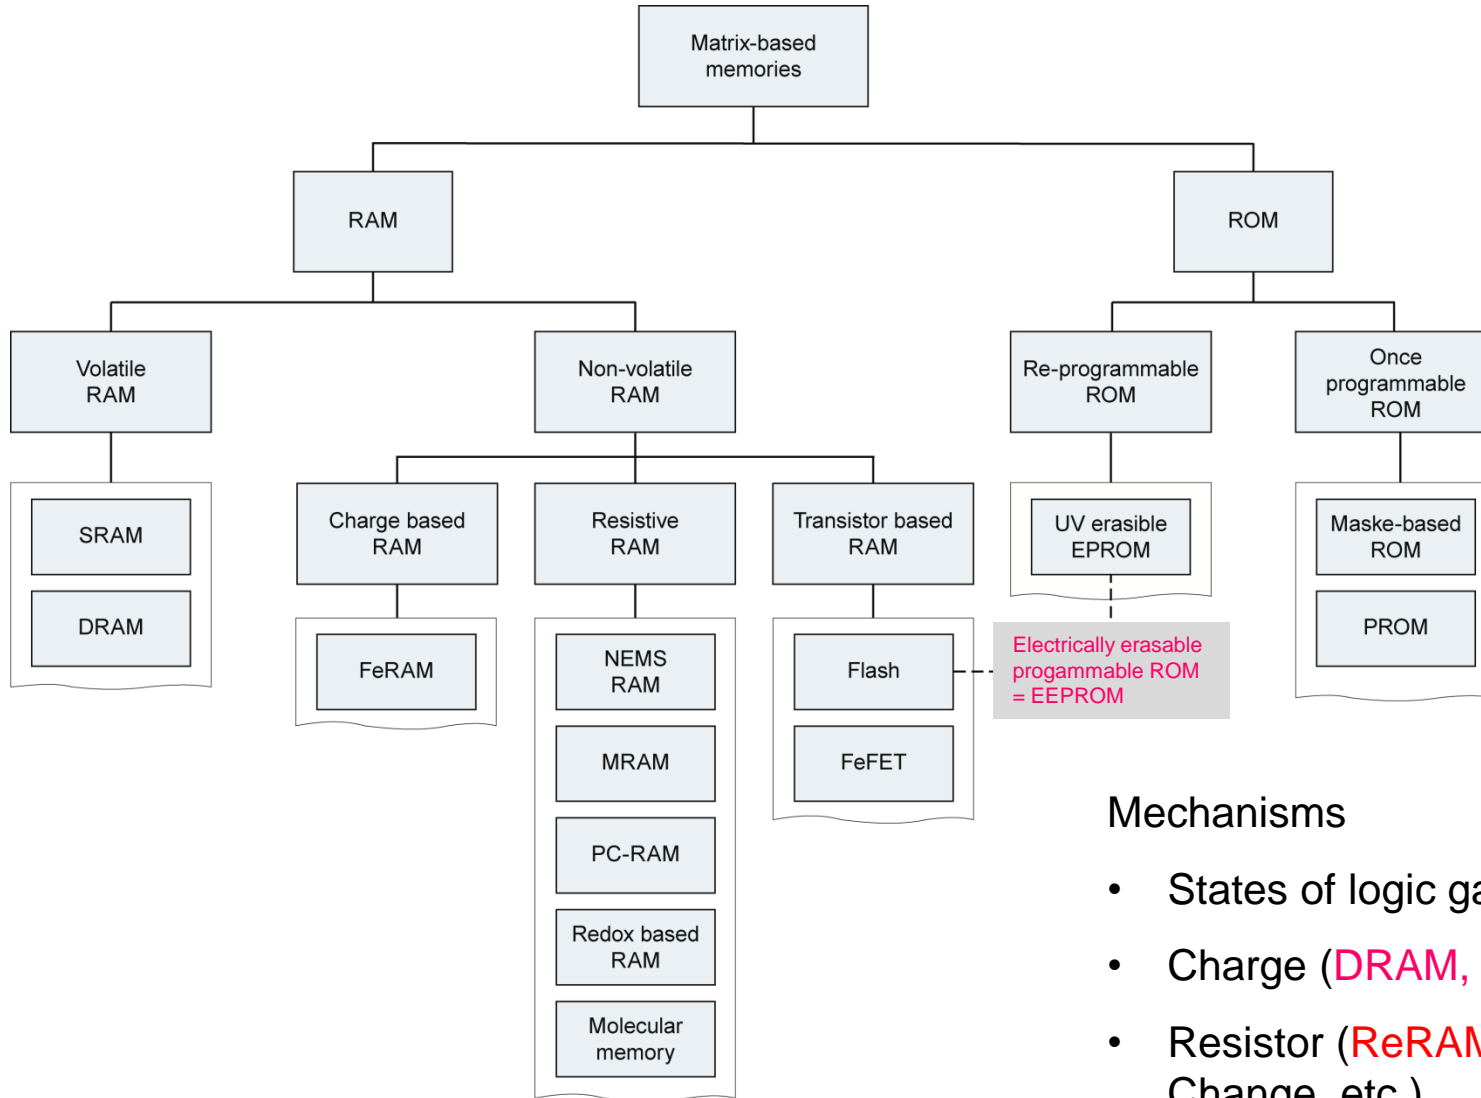 Matrix-based
memories
RAM
ROM
Volatile
RAM
Non-volatile
RAM
Re-programmable
ROM
Once
programmable
ROM
SRAM
DRAM
Charge based
RAM
Resistive
RAM
Transistor based
RAM
UV erasible
EPROM
Maske-based
ROM
PROM
FeRAM
NEMS
RAM
MRAM
PC-RAM
Redox based
RAM
Molecular
memory
Flash
FeFET
Electrically erasable
progammable ROM
= EEPROM
Mechanisms
• States of logic
• Charge (DRAM,
• Resistor (ReRAM
Change, etc.)